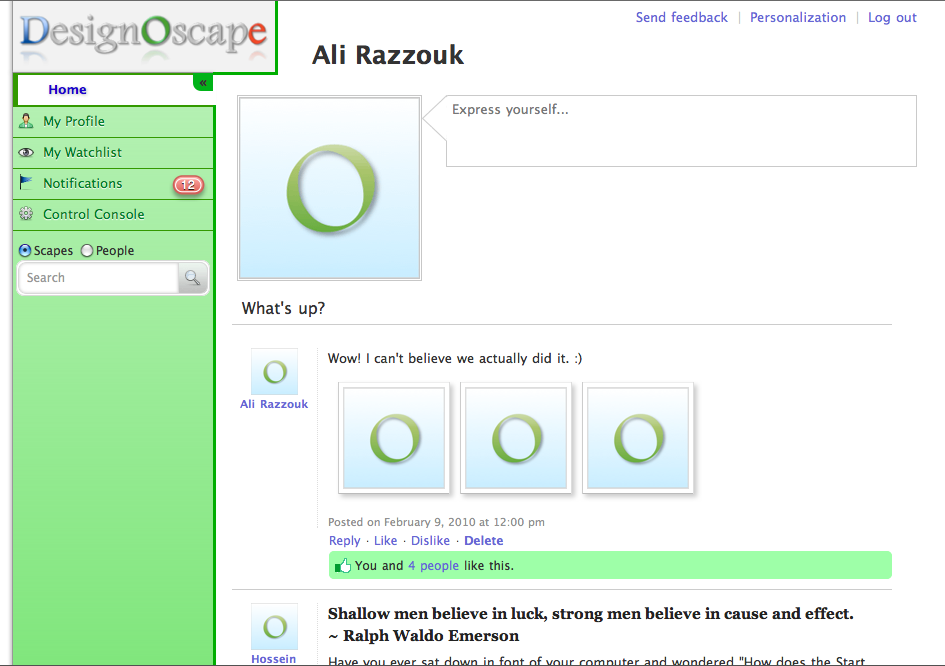 DesignOscape
Send feedback | Personalization | Log out
Ali Razzouk
«
Home
My Profile
My Watchlist
Notifications 12
Control Console
Scapes People
Search
Express yourself...
What's up?
Wow! I can't believe we actually did it. :)
Ali Razzouk
Posted on February 9, 2010 at 12:00 pm
Reply · Like · Dislike · Delete
You and 4 people like this.
Shallow men believe in luck, strong men believe in cause and effect.
~ Ralph Waldo Emerson
Hossein
Have you ever sat down in font of your computer and wondered "How does the Start